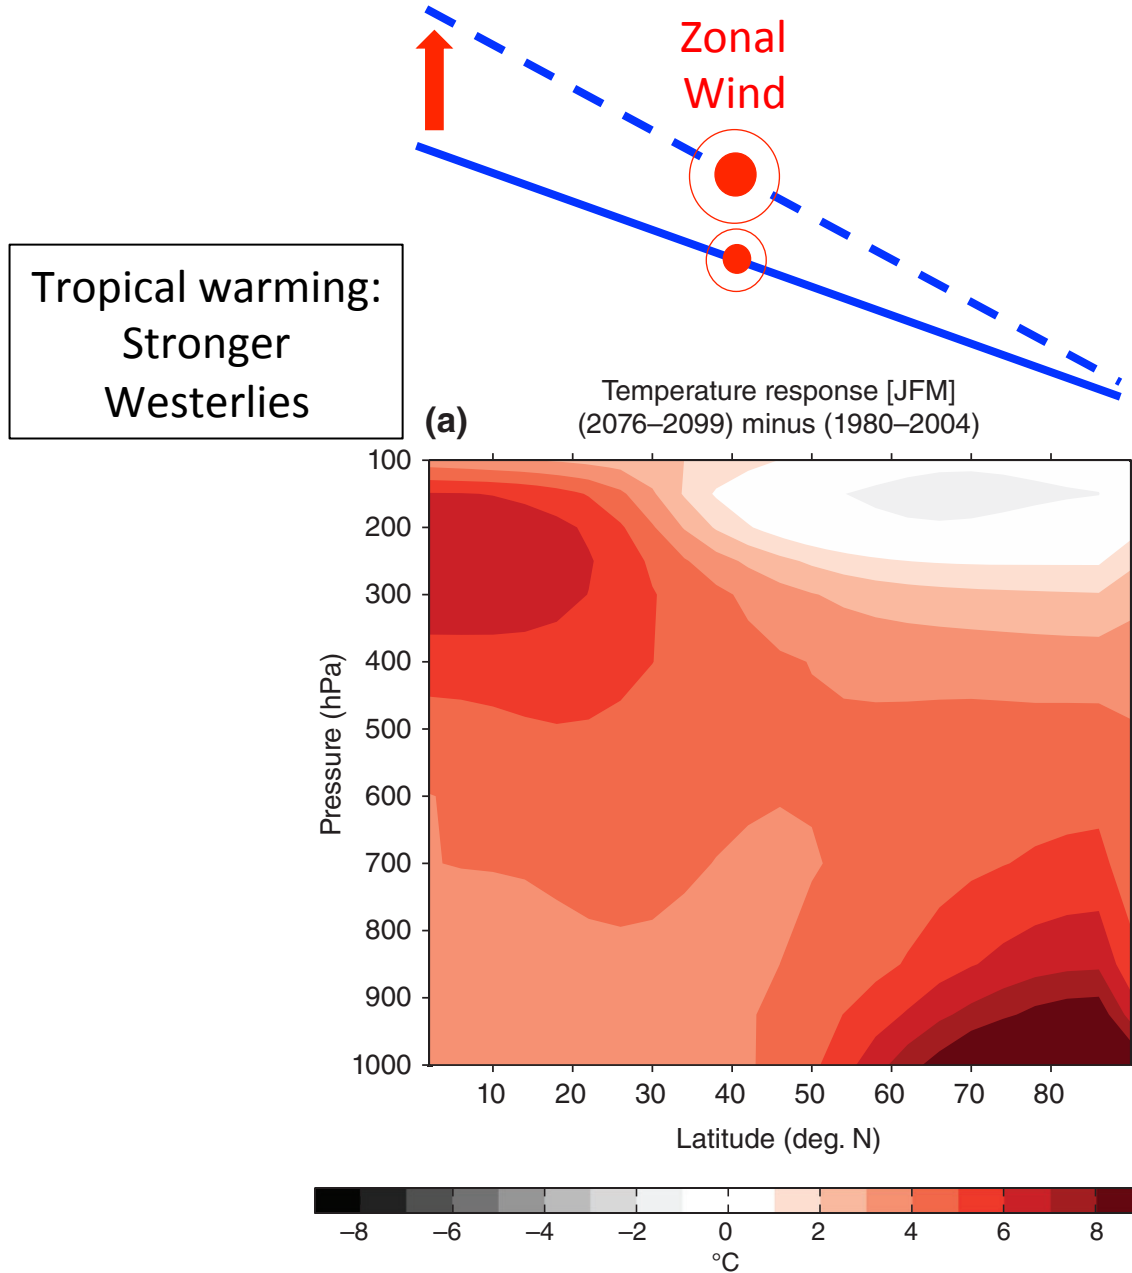 Zonal
Wind
Tropical warming:
Stronger
Westerlies
Temperature response [JFM]
(a) (2076–2099) minus (1980–2004)
100
200
300
400
500
600
700
800
900
1000
Pressure (hPa)
10 20 30 40 50 60 70 80
Latitude (deg. N)
–8 –6 –4 –2 0 2 4 6 8
°C